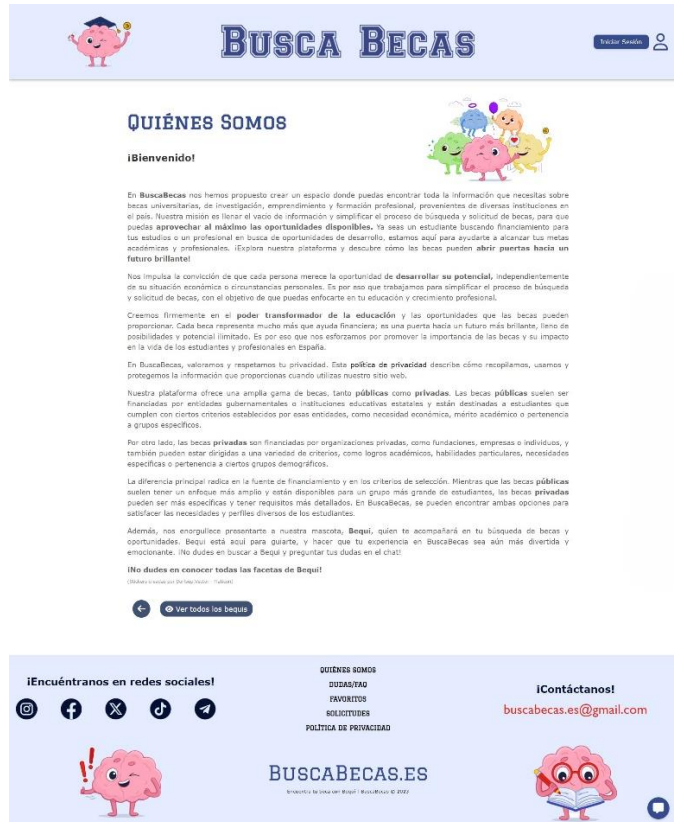 BUSCA BECAS
Iniciar Sesión
QUIÉNES SOMOS
¡Bienvenido!
En BuscaBecas nos hemos propuesto crear un espacio donde puedas encontrar toda la información que necesitas sobre
becas universitarias, de investigación, emprendimiento y formación profesional, provenientes de diversas instituciones en
el país. Nuestra misión es llenar el vacío de información y simplificar el proceso de búsqueda y solicitud de becas, para que
puedas aprovechar al máximo las oportunidades disponibles. Ya seas un estudiante buscando financiamiento para
tus estudios o un profesional en busca de oportunidades de desarrollo, estamos aquí para ayudarte a alcanzar tus metas
académicas y profesionales. ¡Explora nuestra plataforma y descubre cómo las becas pueden abrir puertas hacia un
futuro brillante!
Nos impulsa la convicción de que cada persona merece la oportunidad de desarrollar su potencial, independientemente
de su situación económica o circunstancias personales. Es por eso que trabajamos para simplificar el proceso de búsqueda
y solicitud de becas, con el objetivo de que puedas enfocarte en tu educación y crecimiento profesional.
Creemos firmemente en el poder transformador de la educación y las oportunidades que las becas pueden
proporcionar. Cada beca representa mucho más que ayuda financiera; es una puerta hacia un futuro más brillante, lleno de
posibilidades y potencial ilimitado. Es por eso que nos esforzamos por promover la importancia de las becas y su impacto
en la vida de los estudiantes y profesionales en España.
En BuscaBecas, valoramos y respetamos tu privacidad. Esta política de privacidad describe cómo recopilamos, usamos y
protegemos la información que proporcionas cuando utilizas nuestro sitio web.
Nuestra plataforma ofrece una amplia gama de becas, tanto públicas como privadas. Las becas públicas suelen ser
financiadas por entidades gubernamentales o instituciones educativas estatales y están destinadas a estudiantes que
cumplen con ciertos criterios establecidos por esas entidades, como necesidad económica, mérito académico o pertenencia
a grupos específicos.
Por otro lado, las becas privadas son financiadas por organizaciones privadas, como fundaciones, empresas o individuos, y
también pueden estar dirigidas a una variedad de criterios, como logros académicos, habilidades particulares, necesidades
específicas o pertenencia a ciertos grupos demográficos.
La diferencia principal radica en la fuente de financiamiento y en los criterios de selección. Mientras que las becas públicas
suelen tener un enfoque más amplio y están disponibles para un grupo más grande de estudiantes, las becas privadas
pueden ser más específicas y tener requisitos más detallados. En BuscaBecas, se pueden encontrar ambas opciones para
satisfacer las necesidades y perfiles diversos de los estudiantes.
Además, nos enorgullece presentarte a nuestra mascota, Bequi, quien te acompañará en tu búsqueda de becas y
oportunidades. Bequi está aquí para guiarte, y hacer que tu experiencia en BuscaBecas sea aún más divertida y
emocionante. ¡No dudes en buscar a Bequi y preguntar tus dudas en el chat!
¡No dudes en conocer todas las facetas de Bequi!
Ver todos los bequis
¡Encuéntranos en redes sociales!
QUIÉNES SOMOS
DUDAS/FAQ
FAVORITOS
SOLICITUDES
POLÍTICA DE PRIVACIDAD
¡Contáctanos!
buscabecas.es@gmail.com
BUSCABECAS.ES
Encuentra tu beca con Bequi | BuscaBecas © 2023